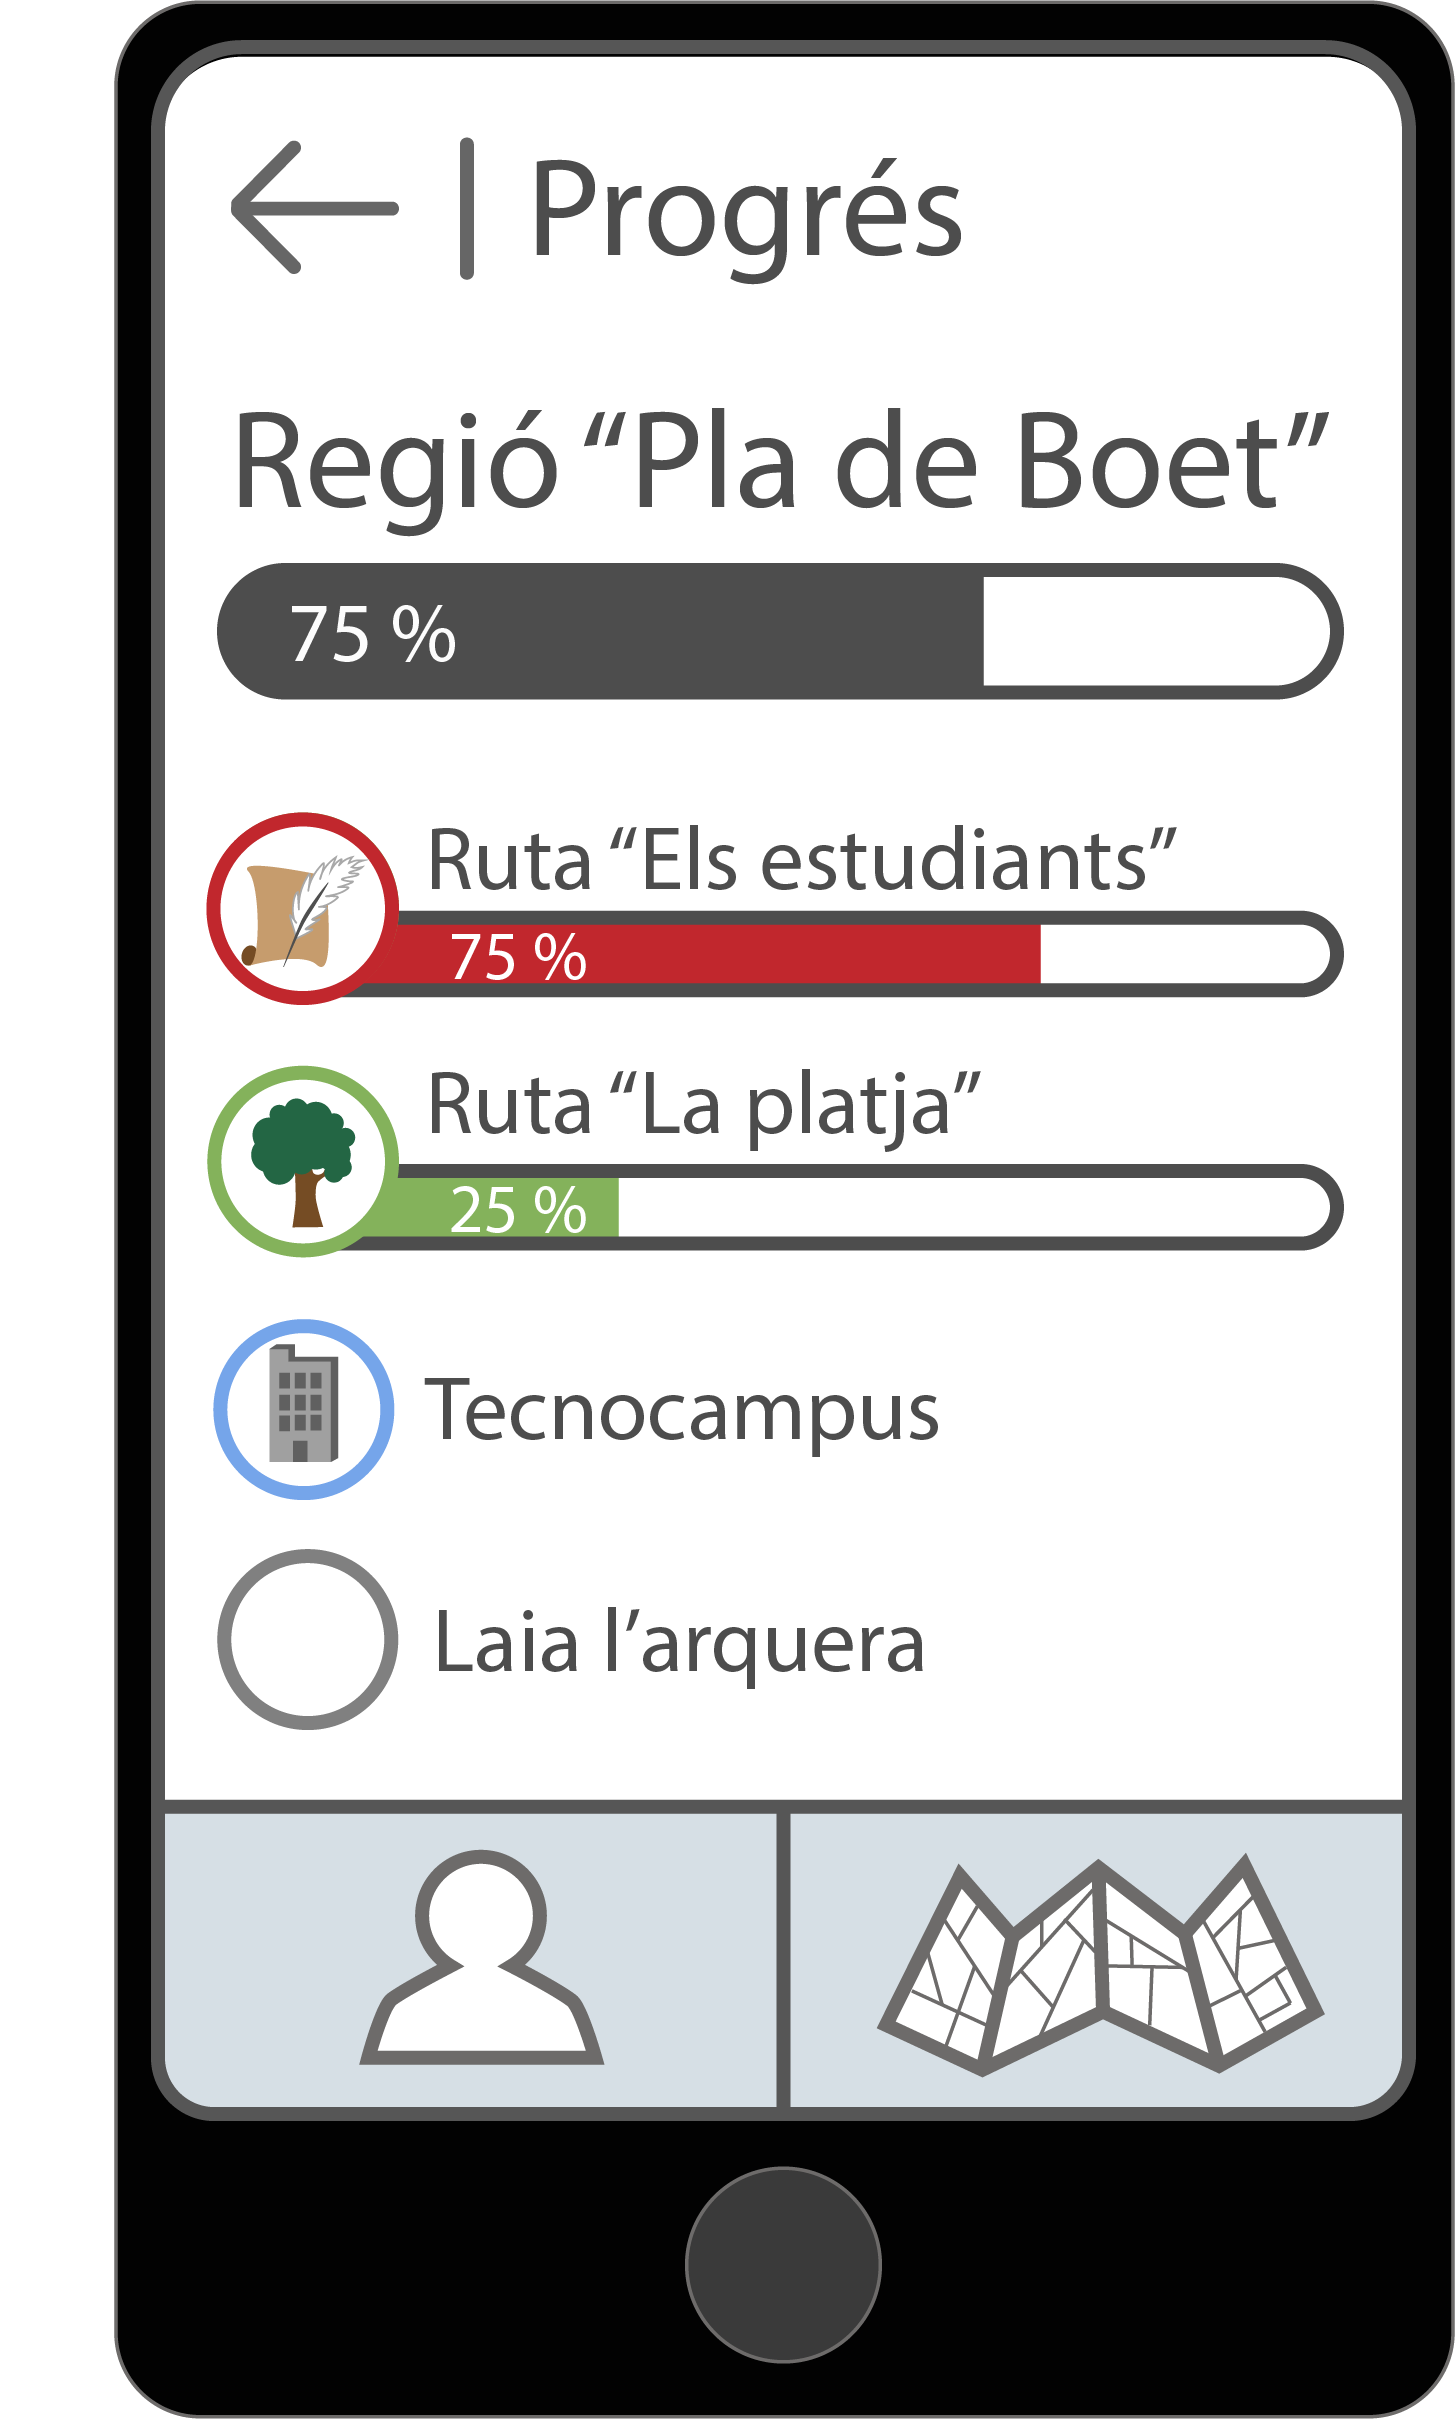 Progrés
Regió “Pla de Boet”
75 %
Ruta “Els estudiants”
75 %
Ruta “La platja”
25 %
Tecnocampus
Laia l’arquera